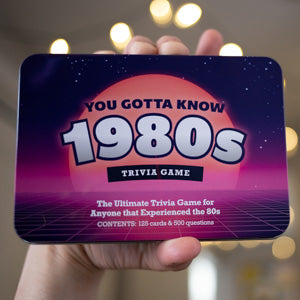 YOU GOTTA KNOW
1980s
TRIVIA GAME
The Ultimate Trivia Game for
Anyone that Experienced the 80s
CONTENTS: 125 cards & 500 questions